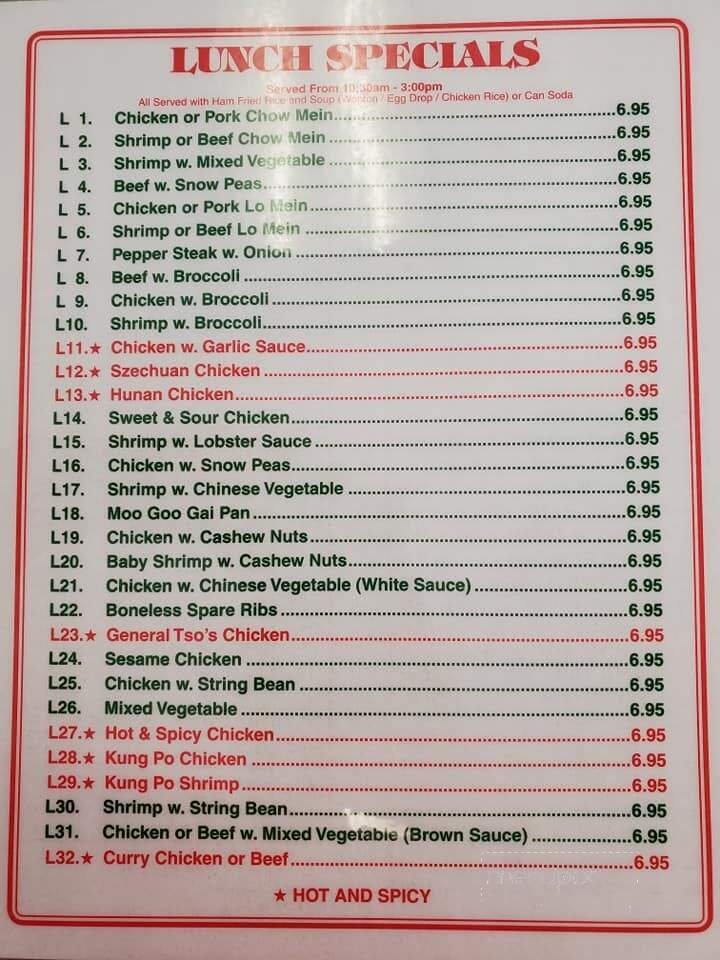 LUNCH SPECIALS
Served From 10:30am - 3:00pm
All Served with Ham Fried Rice and Soup (Wonton / Egg Drop / Chicken Rice) or Can Soda
L 1. Chicken or Pork Chow Mein 6.95
L 2. Shrimp or Beef Chow Mein 6.95
L 3. Shrimp w. Mixed Vegetable 6.95
L 4. Beef w. Snow Peas 6.95
L 5. Chicken or Pork Lo Mein 6.95
L 6. Shrimp or Beef Lo Mein 6.95
L 7. Pepper Steak w. Onion 6.95
L 8. Beef w. Broccoli 6.95
L 9. Chicken w. Broccoli 6.95
L10. Shrimp w. Broccoli 6.95
L11.★ Chicken w. Garlic Sauce 6.95
L12.★ Szechuan Chicken 6.95
L13.★ Hunan Chicken 6.95
L14. Sweet & Sour Chicken 6.95
L15. Shrimp w. Lobster Sauce 6.95
L16. Chicken w. Snow Peas 6.95
L17. Shrimp w. Chinese Vegetable 6.95
L18. Moo Goo Gai Pan 6.95
L19. Chicken w. Cashew Nuts 6.95
L20. Baby Shrimp w. Cashew Nuts 6.95
L21. Chicken w. Chinese Vegetable (White Sauce) 6.95
L22. Boneless Spare Ribs 6.95
L23.★ General Tso's Chicken 6.95
L24. Sesame Chicken 6.95
L25. Chicken w. String Bean 6.95
L26. Mixed Vegetable 6.95
L27.★ Hot & Spicy Chicken 6.95
L28.★ Kung Po Chicken 6.95
L29.★ Kung Po Shrimp 6.95
L30. Shrimp w. String Bean 6.95
L31. Chicken or Beef w. Mixed Vegetable (Brown Sauce) 6.95
L32.★ Curry Chicken or Beef 6.95
★ HOT AND SPICY